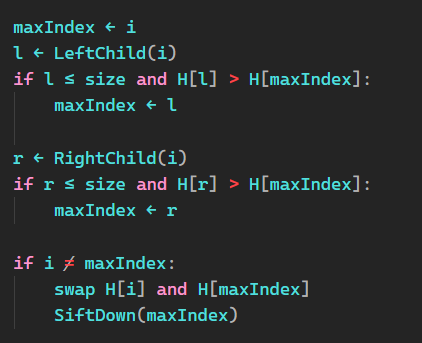 maxIndex ← i
l ← LeftChild(i)
if l ≤ size and H[l] > H[maxIndex]:
    maxIndex ← l
r ← RightChild(i)
if r ≤ size and H[r] > H[maxIndex]:
    maxIndex ← r
if i ≠ maxIndex:
    swap H[i] and H[maxIndex]
    SiftDown(maxIndex)